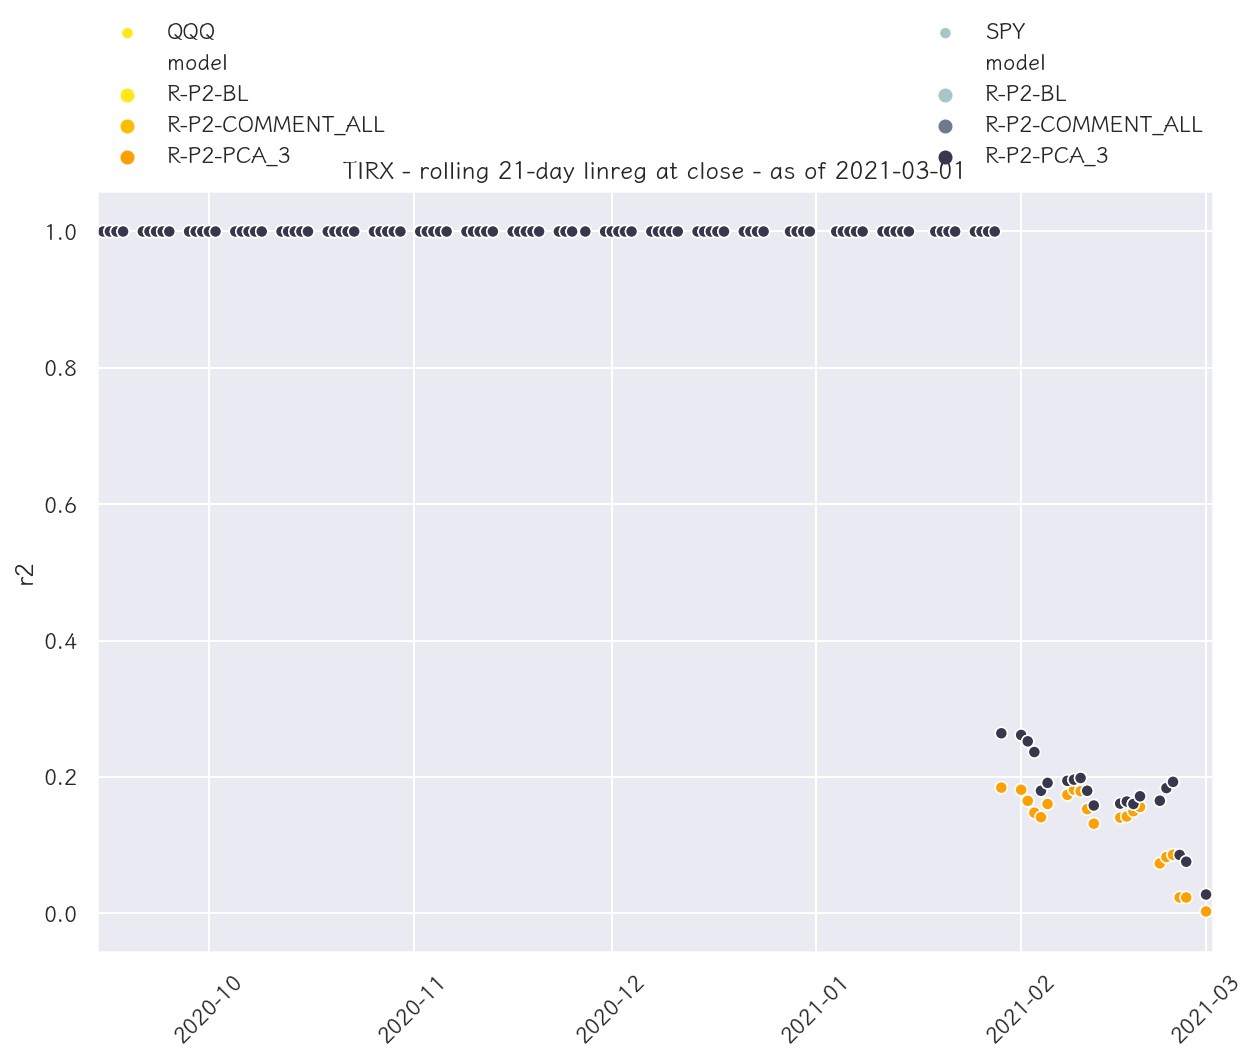 QQQ
model
R-P2-BL
R-P2-COMMENT_ALL
R-P2-PCA_3
SPY
model
R-P2-BL
R-P2-COMMENT_ALL
R-P2-PCA_3
TIRX - rolling 21-day linreg at close - as of 2021-03-01
1.0
0.8
0.6
0.4
0.2
0.0
r2
2020-10
2020-11
2020-12
2021-01
2021-02
2021-03